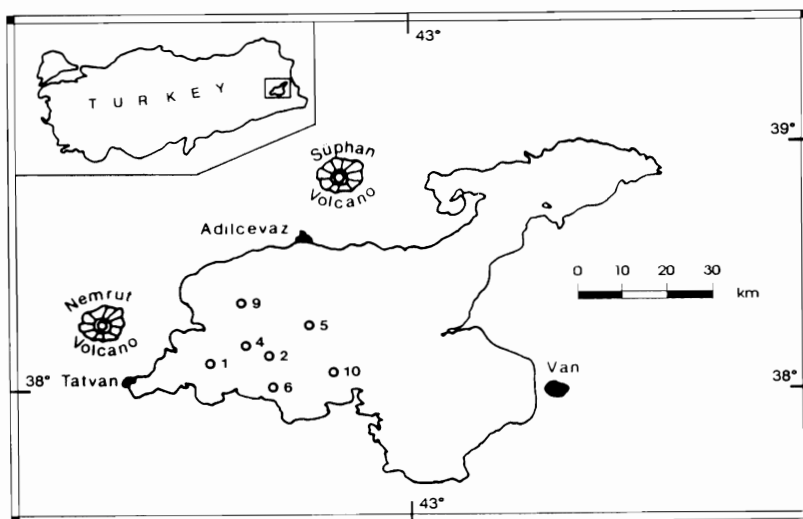 43°
TURKEY
39°
Suphan
Volcano
Adılcevaz
0 10 20 30
km
Nemrut
Volcano
9
5
4
2
1
10
6
Van
Tatvan
38°
38°
43°